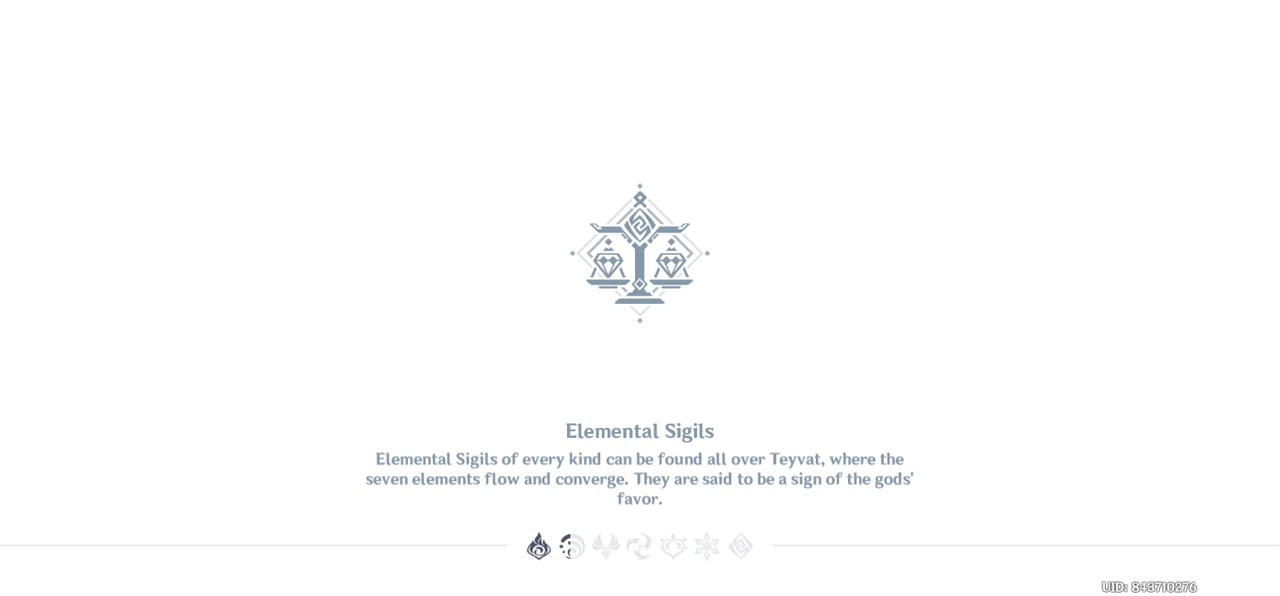 Elemental Sigils
Elemental Sigils of every kind can be found all over Teyvat, where the
seven elements flow and converge. They are said to be a sign of the gods'
favor.
UID: 843710276